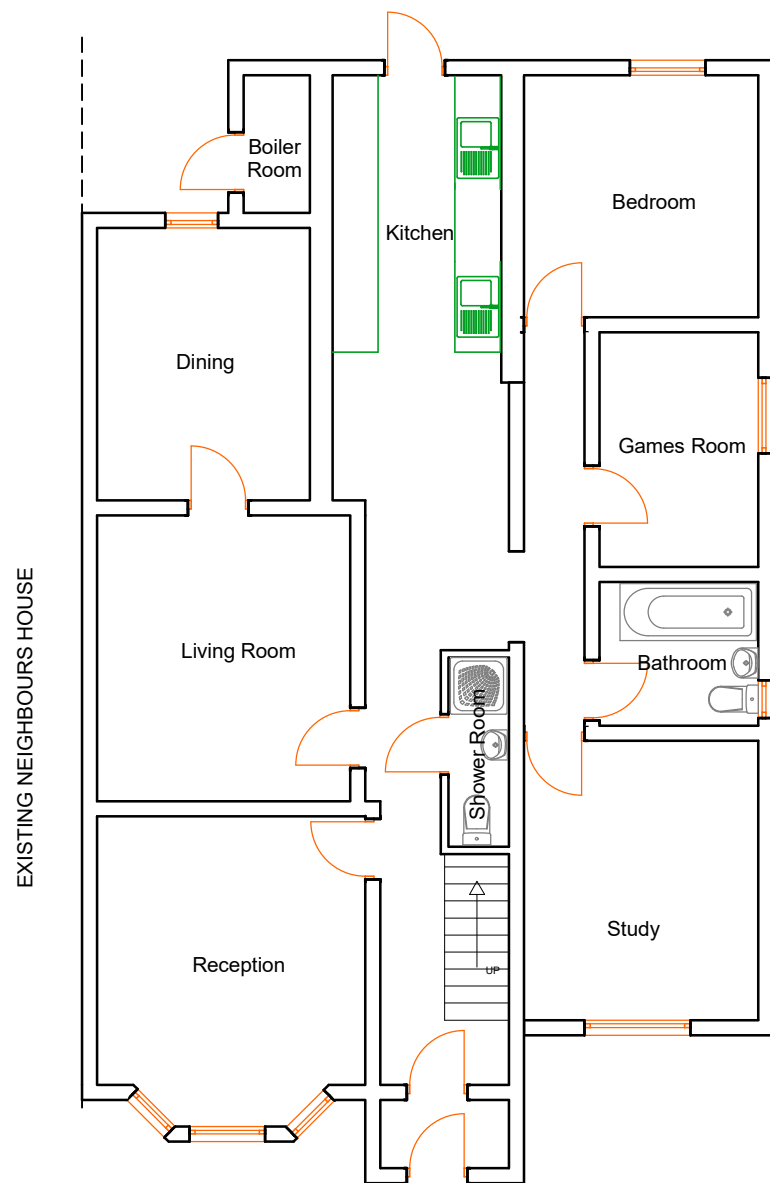 Boiler
Room
Bedroom
Kitchen
Dining
Games Room
EXISTING NEIGHBOURS HOUSE
Living Room
Bathroom
Shower Room
Study
Reception
UP